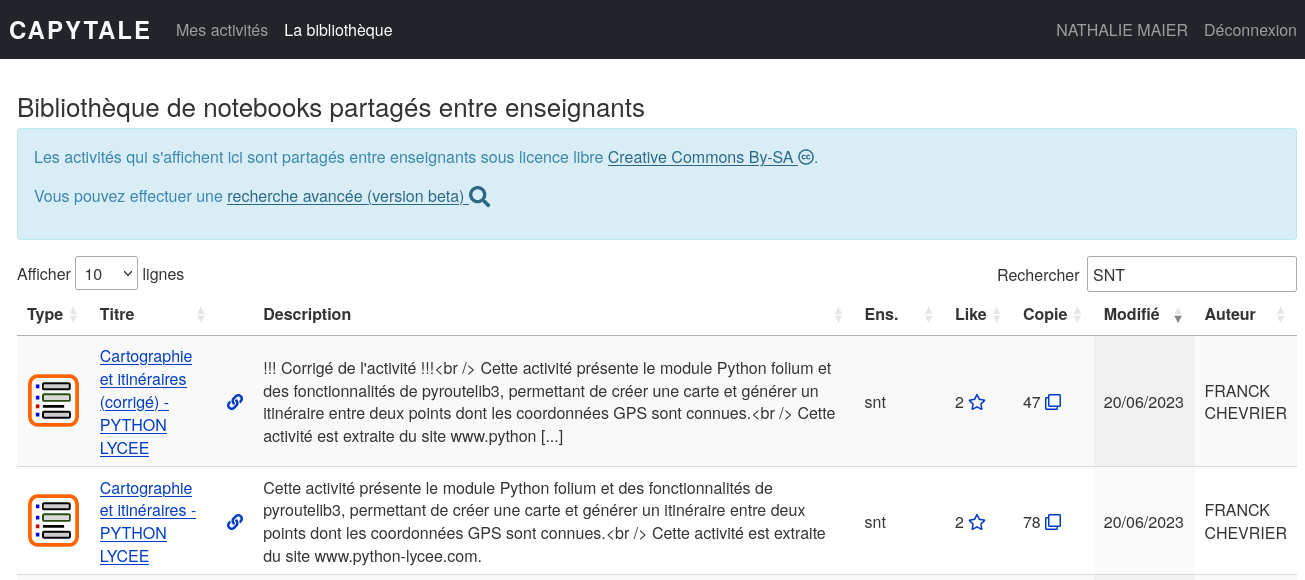 CAPYTALE Mes activités La bibliothèque NATHALIE MAIER Déconnexion
Bibliothèque de notebooks partagés entre enseignants
Les activités qui s'affichent ici sont partagés entre enseignants sous licence libre Creative Commons By-SA.
Vous pouvez effectuer une recherche avancée (version beta)
Afficher 10 lignes Rechercher SNT
Type Titre Description Ens. Like Copie Modifié Auteur
Cartographie
et itinéraires
(corrigé) -
PYTHON
LYCEE
!!! Corrigé de l'activité !!!<br /> Cette activité présente le module Python folium et
des fonctionnalités de pyroutelib3, permettant de créer une carte et générer un
itinéraire entre deux points dont les coordonnées GPS sont connues.<br /> Cette
activité est extraite du site www.python [...]
snt
2
47
20/06/2023
FRANCK
CHEVRIER
Cartographie
et itinéraires -
PYTHON
LYCEE
Cette activité présente le module Python folium et des fonctionnalités de
pyroutelib3, permettant de créer une carte et générer un itinéraire entre deux
points dont les coordonnées GPS sont connues.<br /> Cette activité est extraite
du site www.python-lycee.com.
snt
2
78
20/06/2023
FRANCK
CHEVRIER